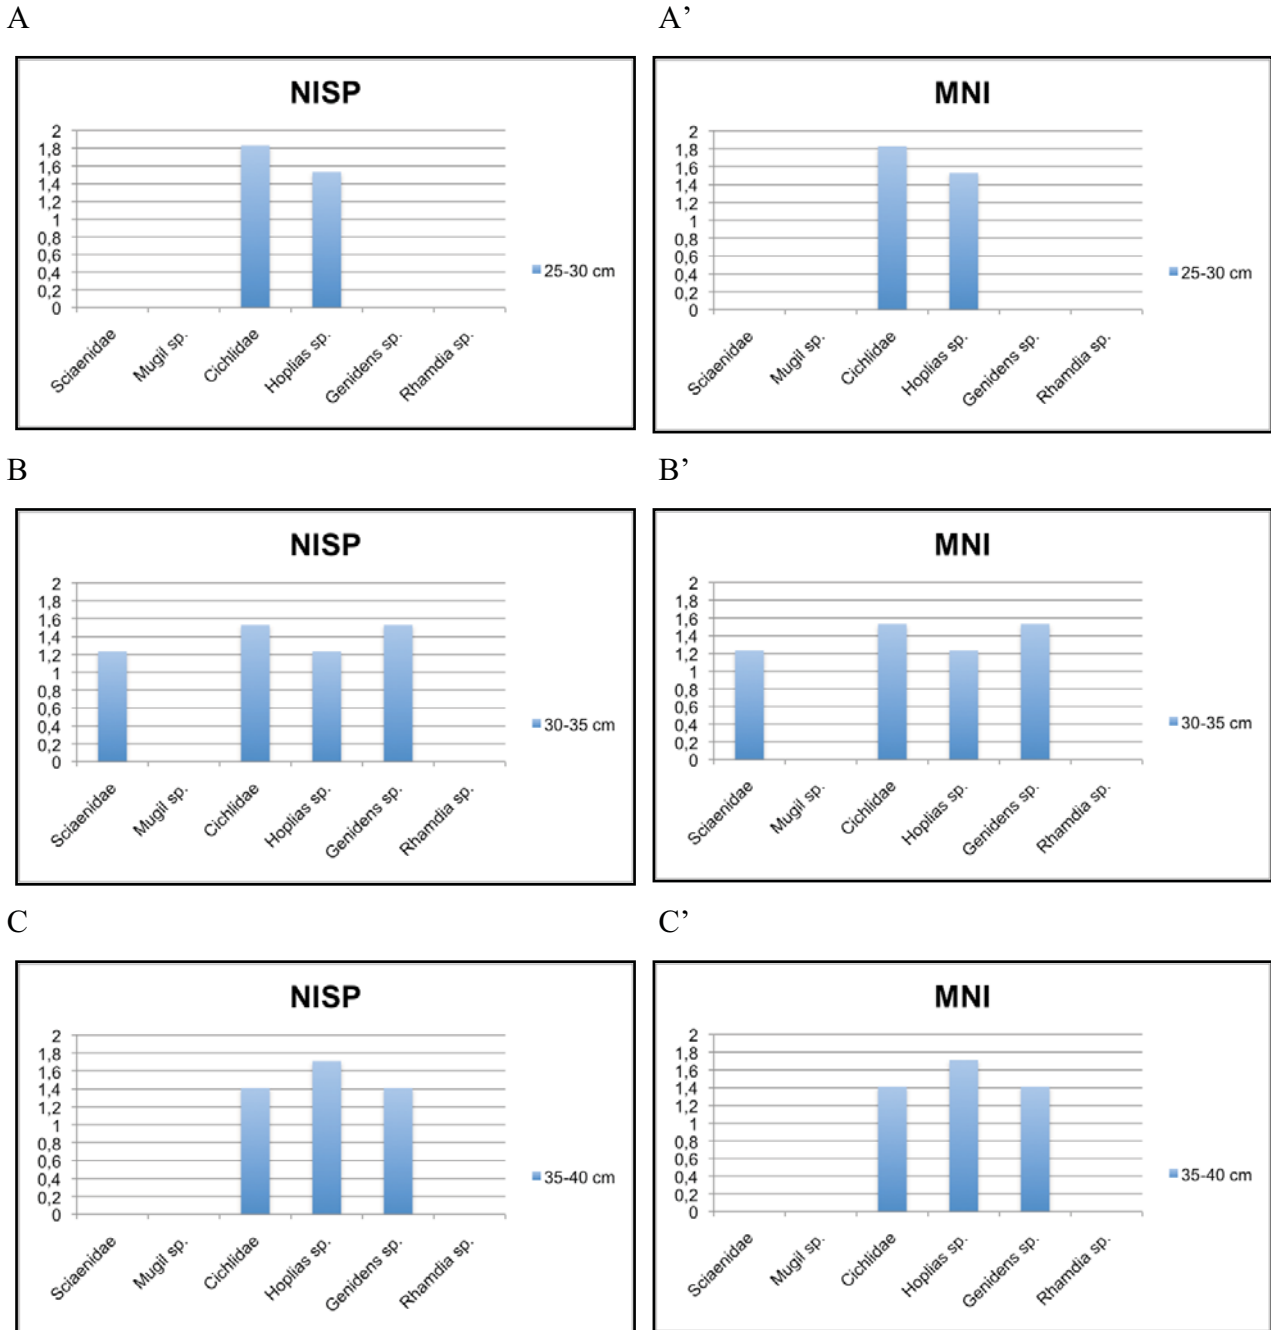 A
A’
NISP
2
1,8
1,6
1,4
1,2
1
0,8
0,6
0,4
0,2
0
Sciaenidae
Mugil sp.
Cichlidae
Hoplias sp.
Genidens sp.
Rhamdia sp.
25-30 cm
MNI
2
1,8
1,6
1,4
1,2
1
0,8
0,6
0,4
0,2
0
Sciaenidae
Mugil sp.
Cichlidae
Hoplias sp.
Genidens sp.
Rhamdia sp.
25-30 cm
B
B’
NISP
2
1,8
1,6
1,4
1,2
1
0,8
0,6
0,4
0,2
0
Sciaenidae
Mugil sp.
Cichlidae
Hoplias sp.
Genidens sp.
Rhamdia sp.
30-35 cm
MNI
2
1,8
1,6
1,4
1,2
1
0,8
0,6
0,4
0,2
0
Sciaenidae
Mugil sp.
Cichlidae
Hoplias sp.
Genidens sp.
Rhamdia sp.
30-35 cm
C
C’
NISP
2
1,8
1,6
1,4
1,2
1
0,8
0,6
0,4
0,2
0
Sciaenidae
Mugil sp.
Cichlidae
Hoplias sp.
Genidens sp.
Rhamdia sp.
35-40 cm
MNI
2
1,8
1,6
1,4
1,2
1
0,8
0,6
0,4
0,2
0
Sciaenidae
Mugil sp.
Cichlidae
Hoplias sp.
Genidens sp.
Rhamdia sp.
35-40 cm